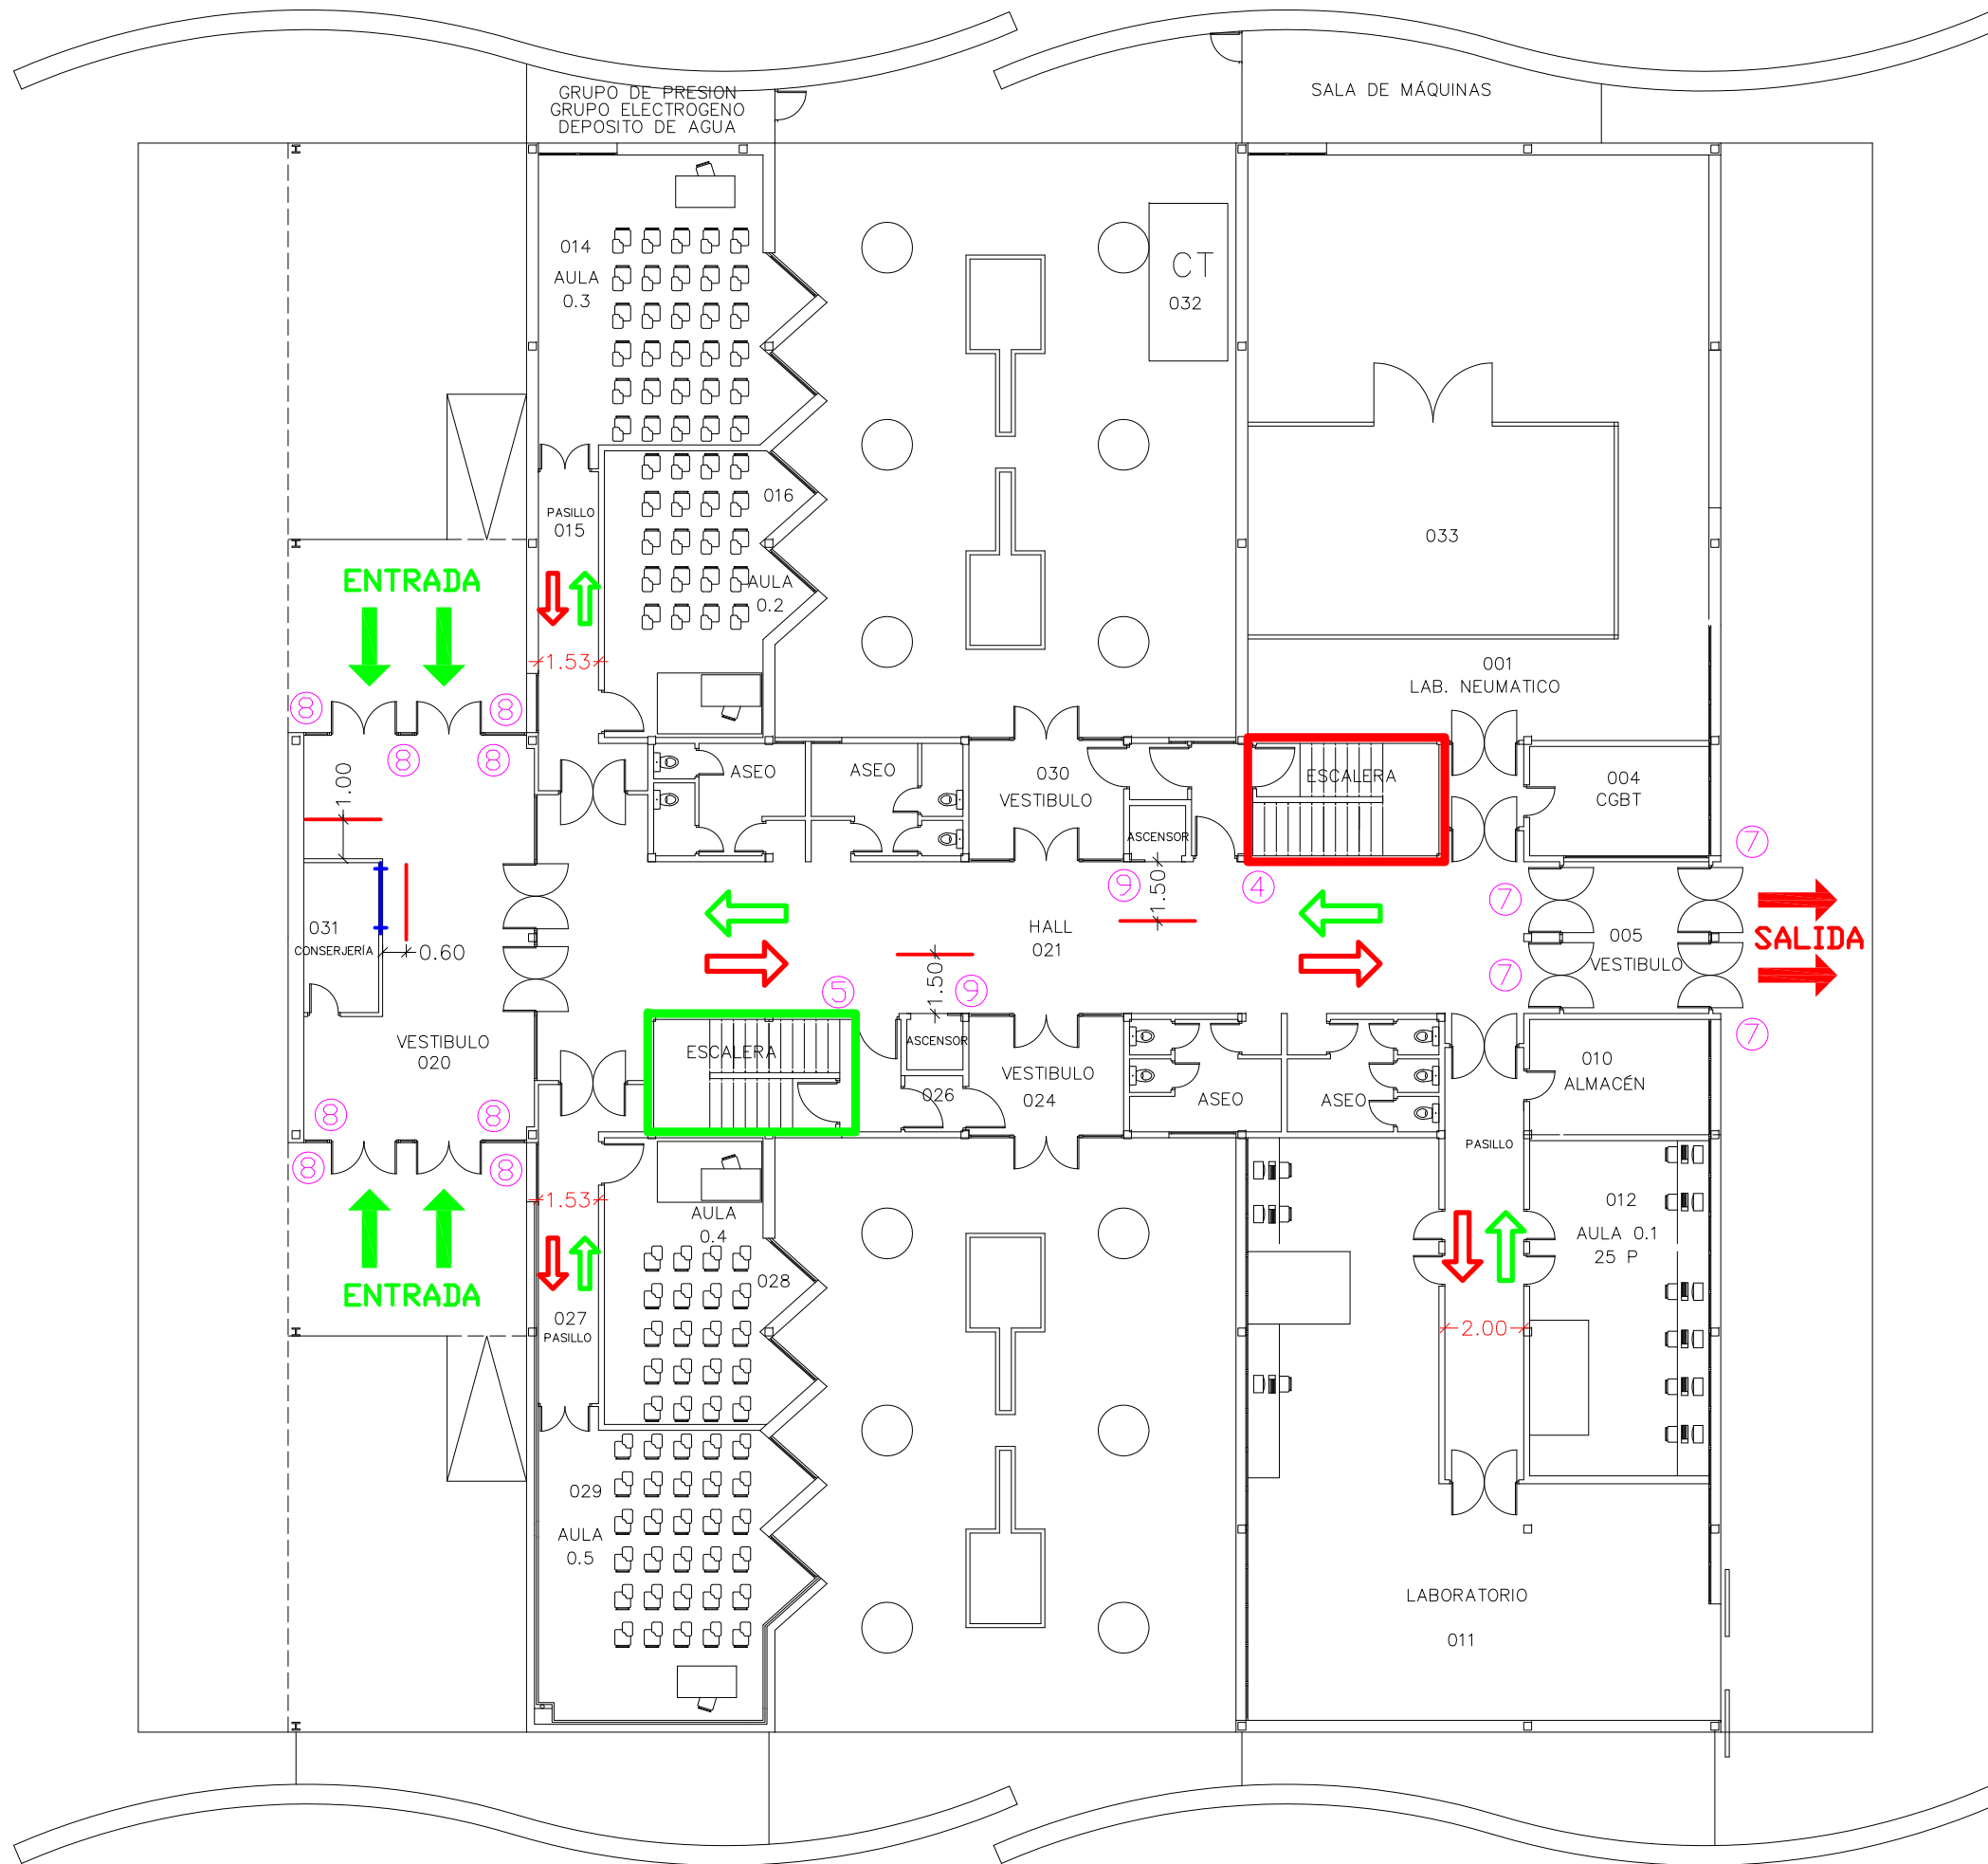 GRUPO DE PRESION
GRUPO ELECTROGENO
DEPOSITO DE AGUA
SALA DE MÁQUINAS
014
AULA
0.3
CT
032
016
PASILLO
015
033
ENTRADA
AULA
0.2
1.53
001
LAB. NEUMATICO
8
8
8
8
1.00
ASEO
ASEO
030
VESTIBULO
ESCALERA
004
CGBT
ASCENSOR
7
9
4
1.50
7
031
CONSERJERÍA
0.60
HALL
021
005
VESTIBULO
SALIDA
1.50
5
9
7
7
VESTIBULO
020
ESCALERA
ASCENSOR
026
VESTIBULO
024
ASEO
ASEO
010
ALMACÉN
8
8
8
8
PASILLO
1.53
AULA
0.4
028
012
AULA 0.1
25 P
ENTRADA
027
PASILLO
2.00
029
AULA
0.5
LABORATORIO
011